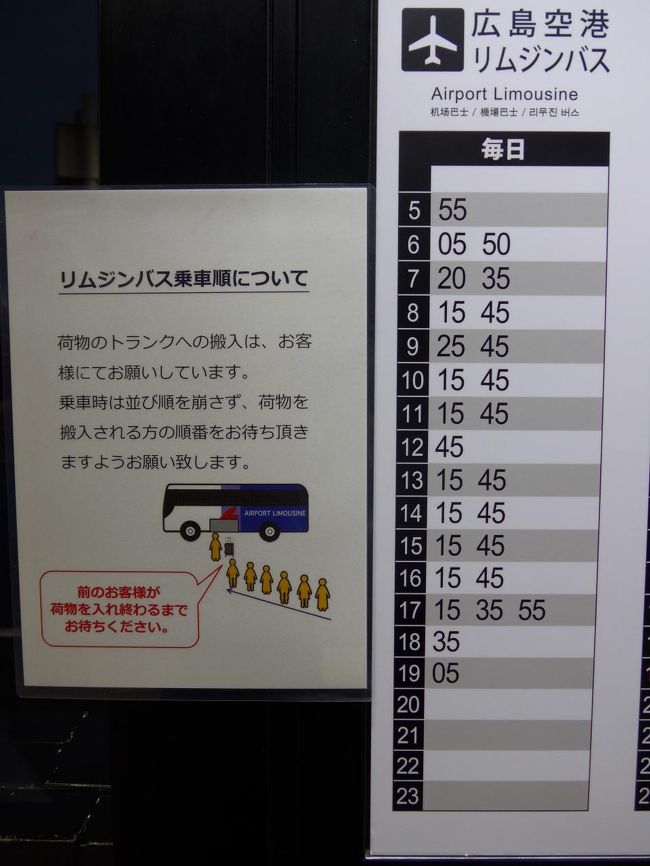 リムジンバス乗車順について
荷物のトランクへの搬入は、お客
様にてお願いしています。
乗車時は並び順を崩さず、荷物を
搬入される方の順番をお待ち頂き
ますようお願い致します。
AIRPORT LIMOUSINE
前のお客様が
荷物を入れ終わるまで
お待ちください。
広島空港
リムジンバス
Airport Limousine
机场巴士 / 機場巴士 / 리무진 버스
毎日
5 55
6 05 50
7 20 35
8 15 45
9 25 45
10 15 45
11 15 45
12 45
13 15 45
14 15 45
15 15 45
16 15 45
17 15 35 55
18 35
19 05
20
21
22
23